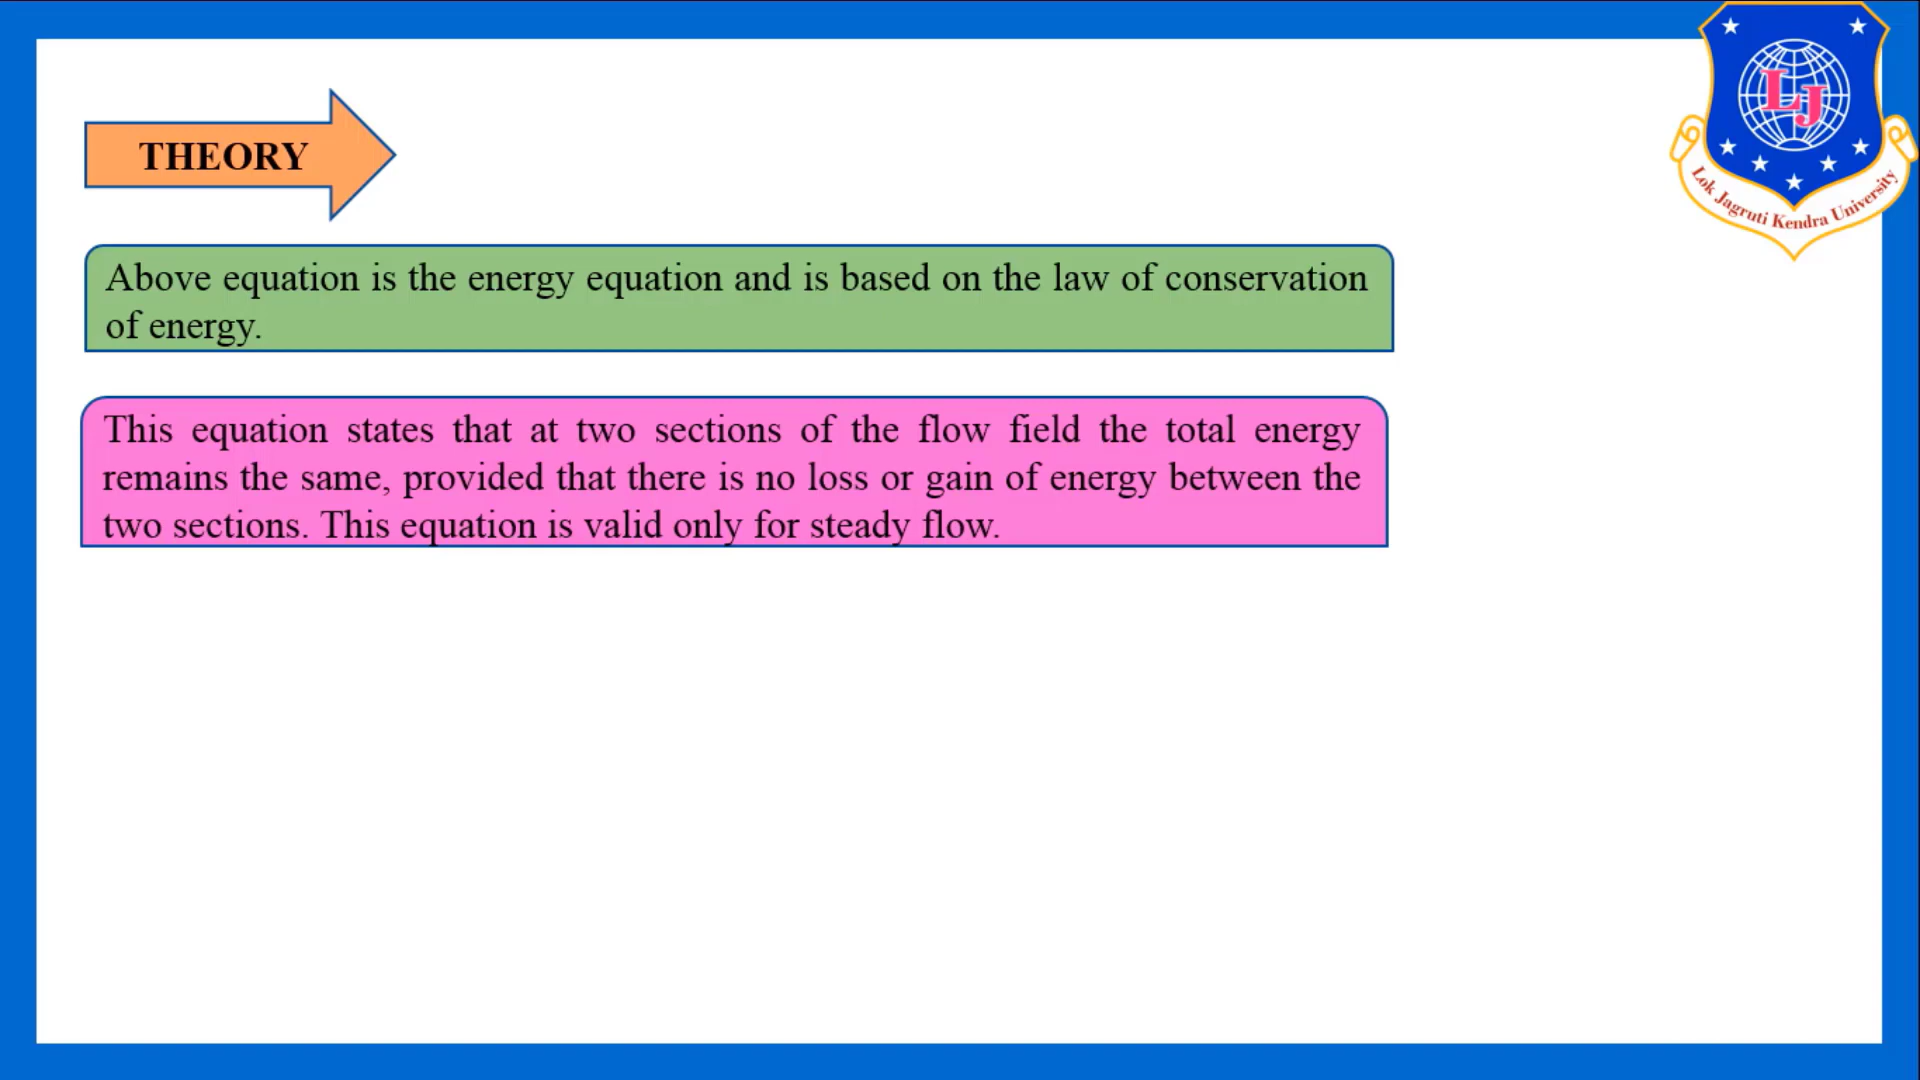 THEORY
LJ
Lok Jagruti Kendra University
Above equation is the energy equation and is based on the law of conservation
of energy.
This equation states that at two sections of the flow field the total energy
remains the same, provided that there is no loss or gain of energy between the
two sections. This equation is valid only for steady flow.